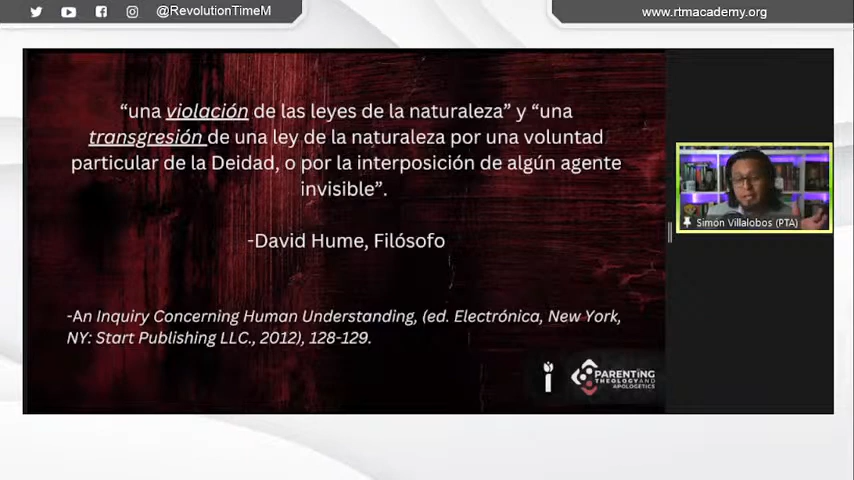 @RevolutionTimeM
www.rtmacademy.org
“una violación de las leyes de la naturaleza” y “una
transgresión de una ley de la naturaleza por una voluntad
particular de la Deidad, o por la interposición de algún agente
invisible”.
-David Hume, Filósofo
-An Inquiry Concerning Human Understanding, (ed. Electrónica, New York,
NY: Start Publishing LLC., 2012), 128-129.
PARENTING
THEOLOGY AND
APOLOGETICS
Simón Villalobos (PTA)